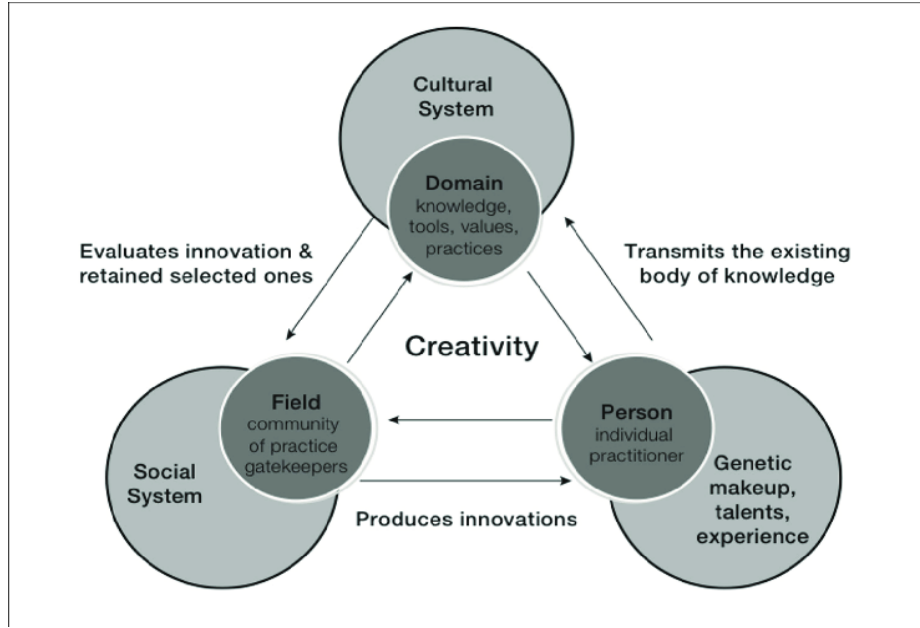 Cultural
System
Domain
knowledge,
tools, values,
practices
Evaluates innovation &
retained selected ones
Transmits the existing
body of knowledge
Creativity
Field
community
of practice
gatekeepers
Social
System
Person
individual
practitioner
Genetic
makeup,
talents,
experience
Produces innovations